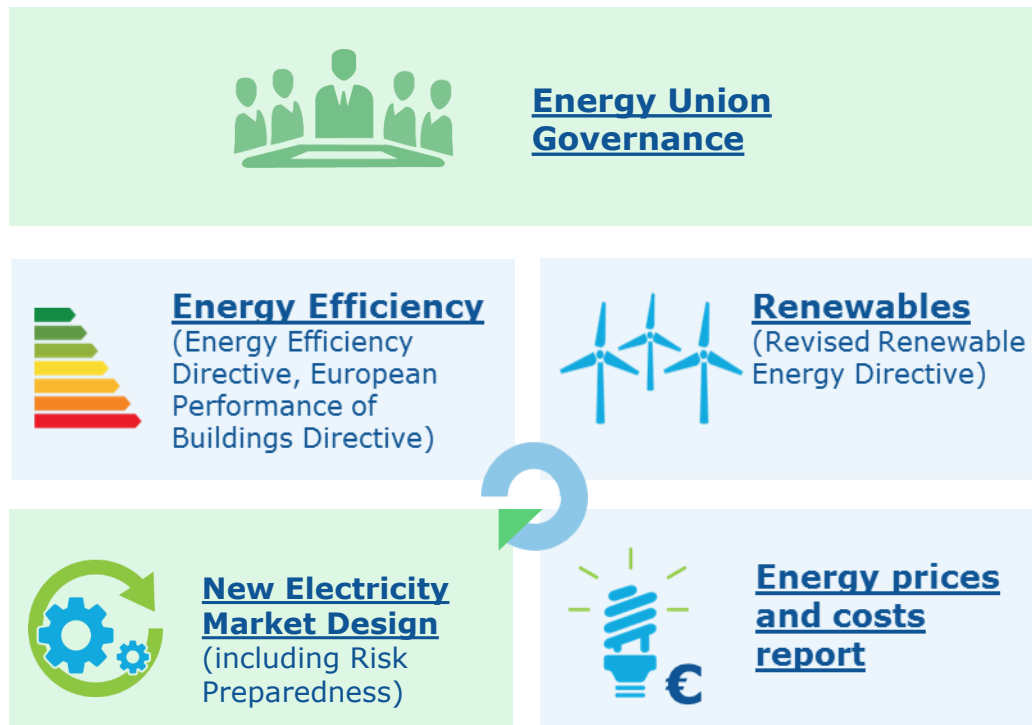 Energy Union
Governance
Energy Efficiency
(Energy Efficiency
Directive, European
Performance of
Buildings Directive)
Renewables
(Revised Renewable
Energy Directive)
New Electricity
Market Design
(including Risk
Preparedness)
Energy prices
and costs
report
€